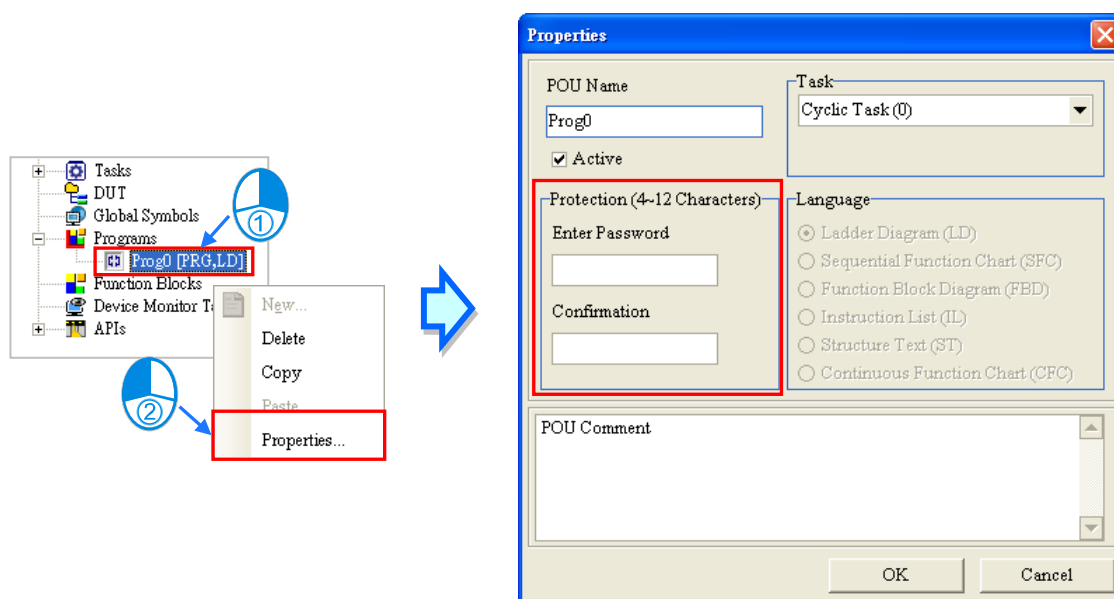 Tasks
DUT
Global Symbols
Programs
Prog0 [PRG,LD]
Function Blocks
Device Monitor Ta
APIs
①
②
New...
Delete
Copy
Paste
Properties...
Properties
POU Name
Prog0
Active
Task
Cyclic Task (0)
Protection (4~12 Characters)
Enter Password
Confirmation
Language
Ladder Diagram (LD)
Sequential Function Chart (SFC)
Function Block Diagram (FBD)
Instruction List (IL)
Structure Text (ST)
Continuous Function Chart (CFC)
POU Comment
OK
Cancel